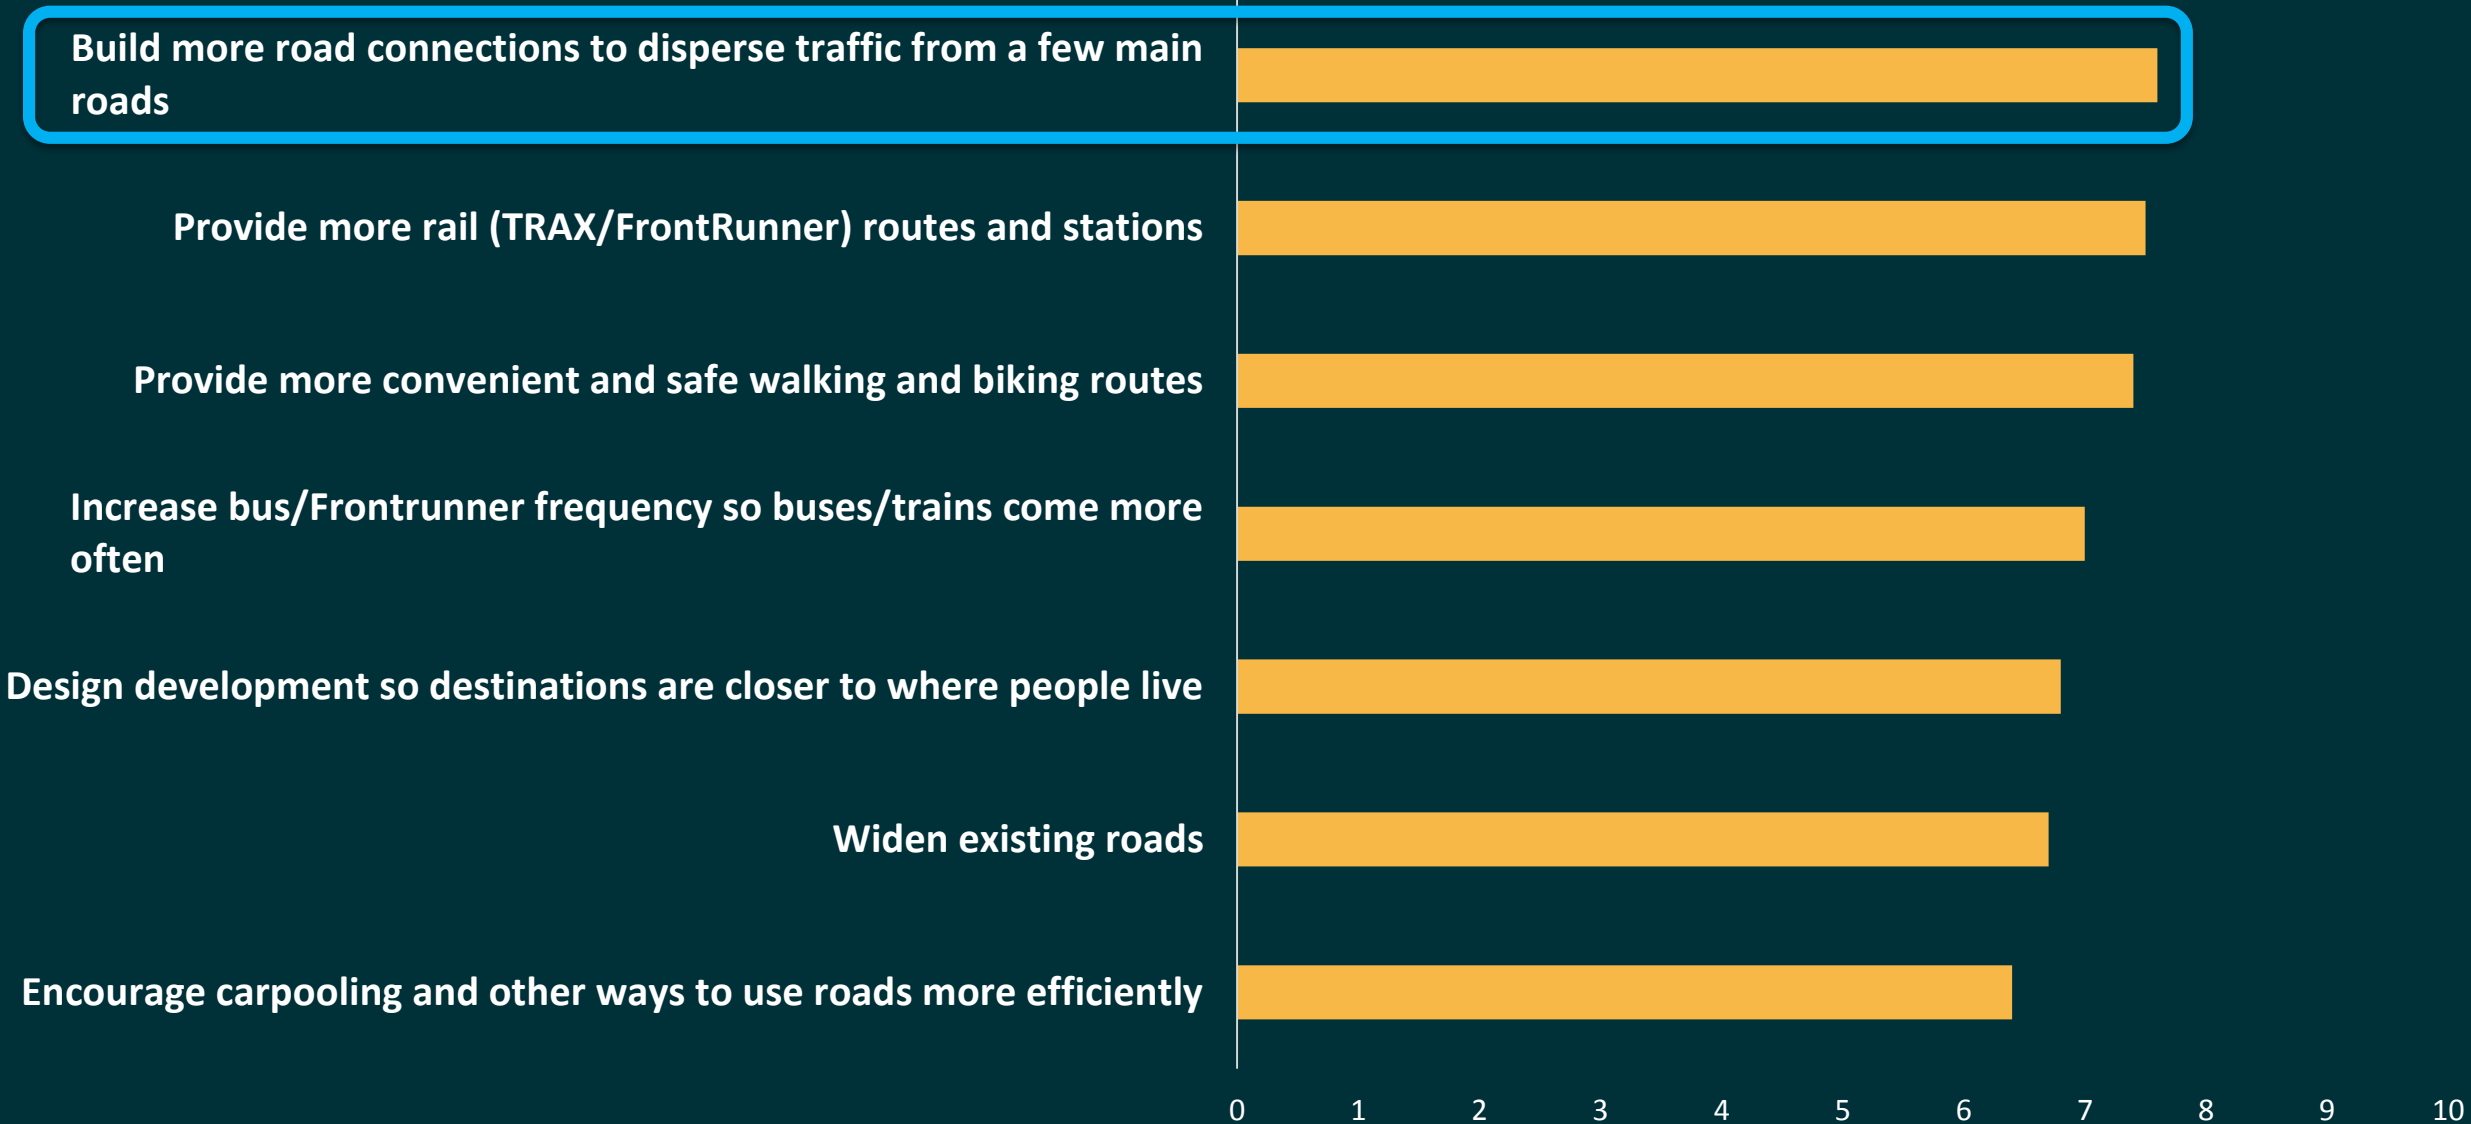 Build more road connections to disperse traffic from a few main
roads
Provide more rail (TRAX/FrontRunner) routes and stations
Provide more convenient and safe walking and biking routes
Increase bus/Frontrunner frequency so buses/trains come more
often
Design development so destinations are closer to where people live
Widen existing roads
Encourage carpooling and other ways to use roads more efficiently
0 1 2 3 4 5 6 7 8 9 10